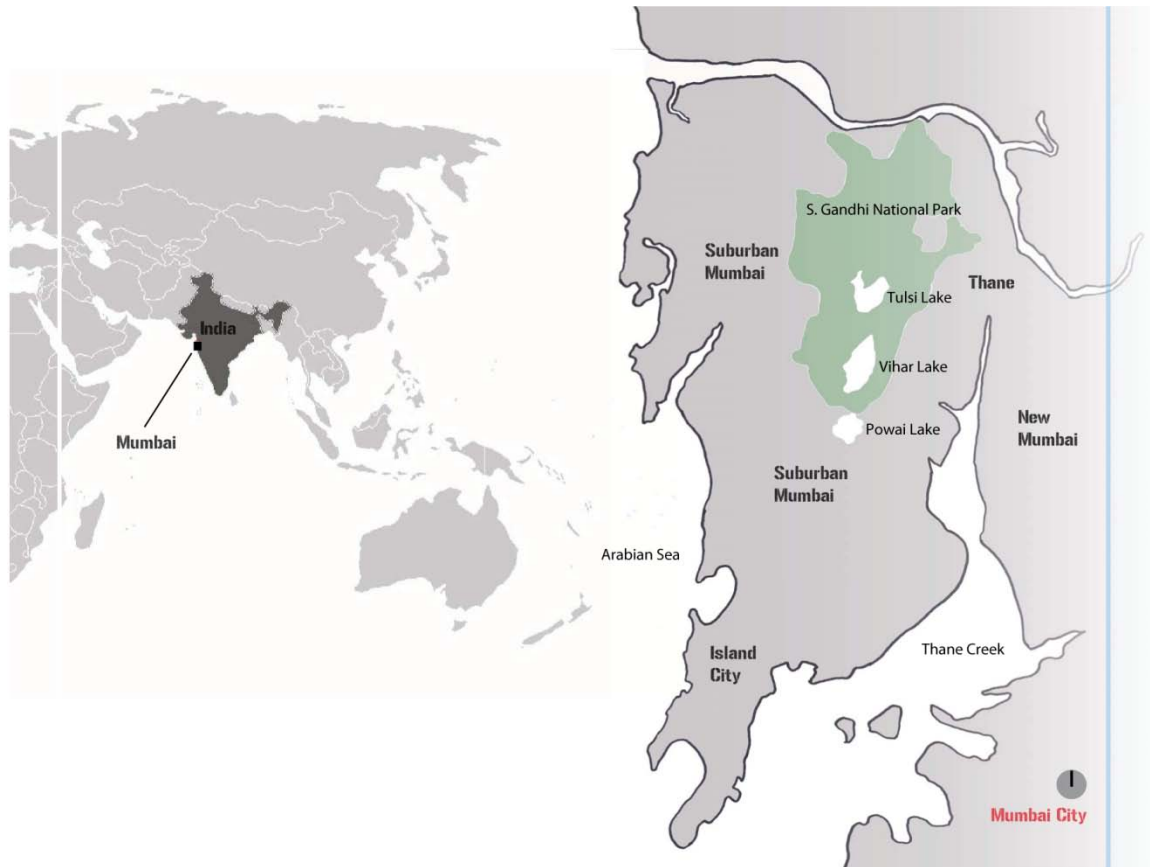 India
Mumbai
S. Gandhi National Park
Suburban
Mumbai
Tulsi Lake
Thane
Vihar Lake
Powai Lake
New
Mumbai
Suburban
Mumbai
Arabian Sea
Island
City
Thane Creek
Mumbai City